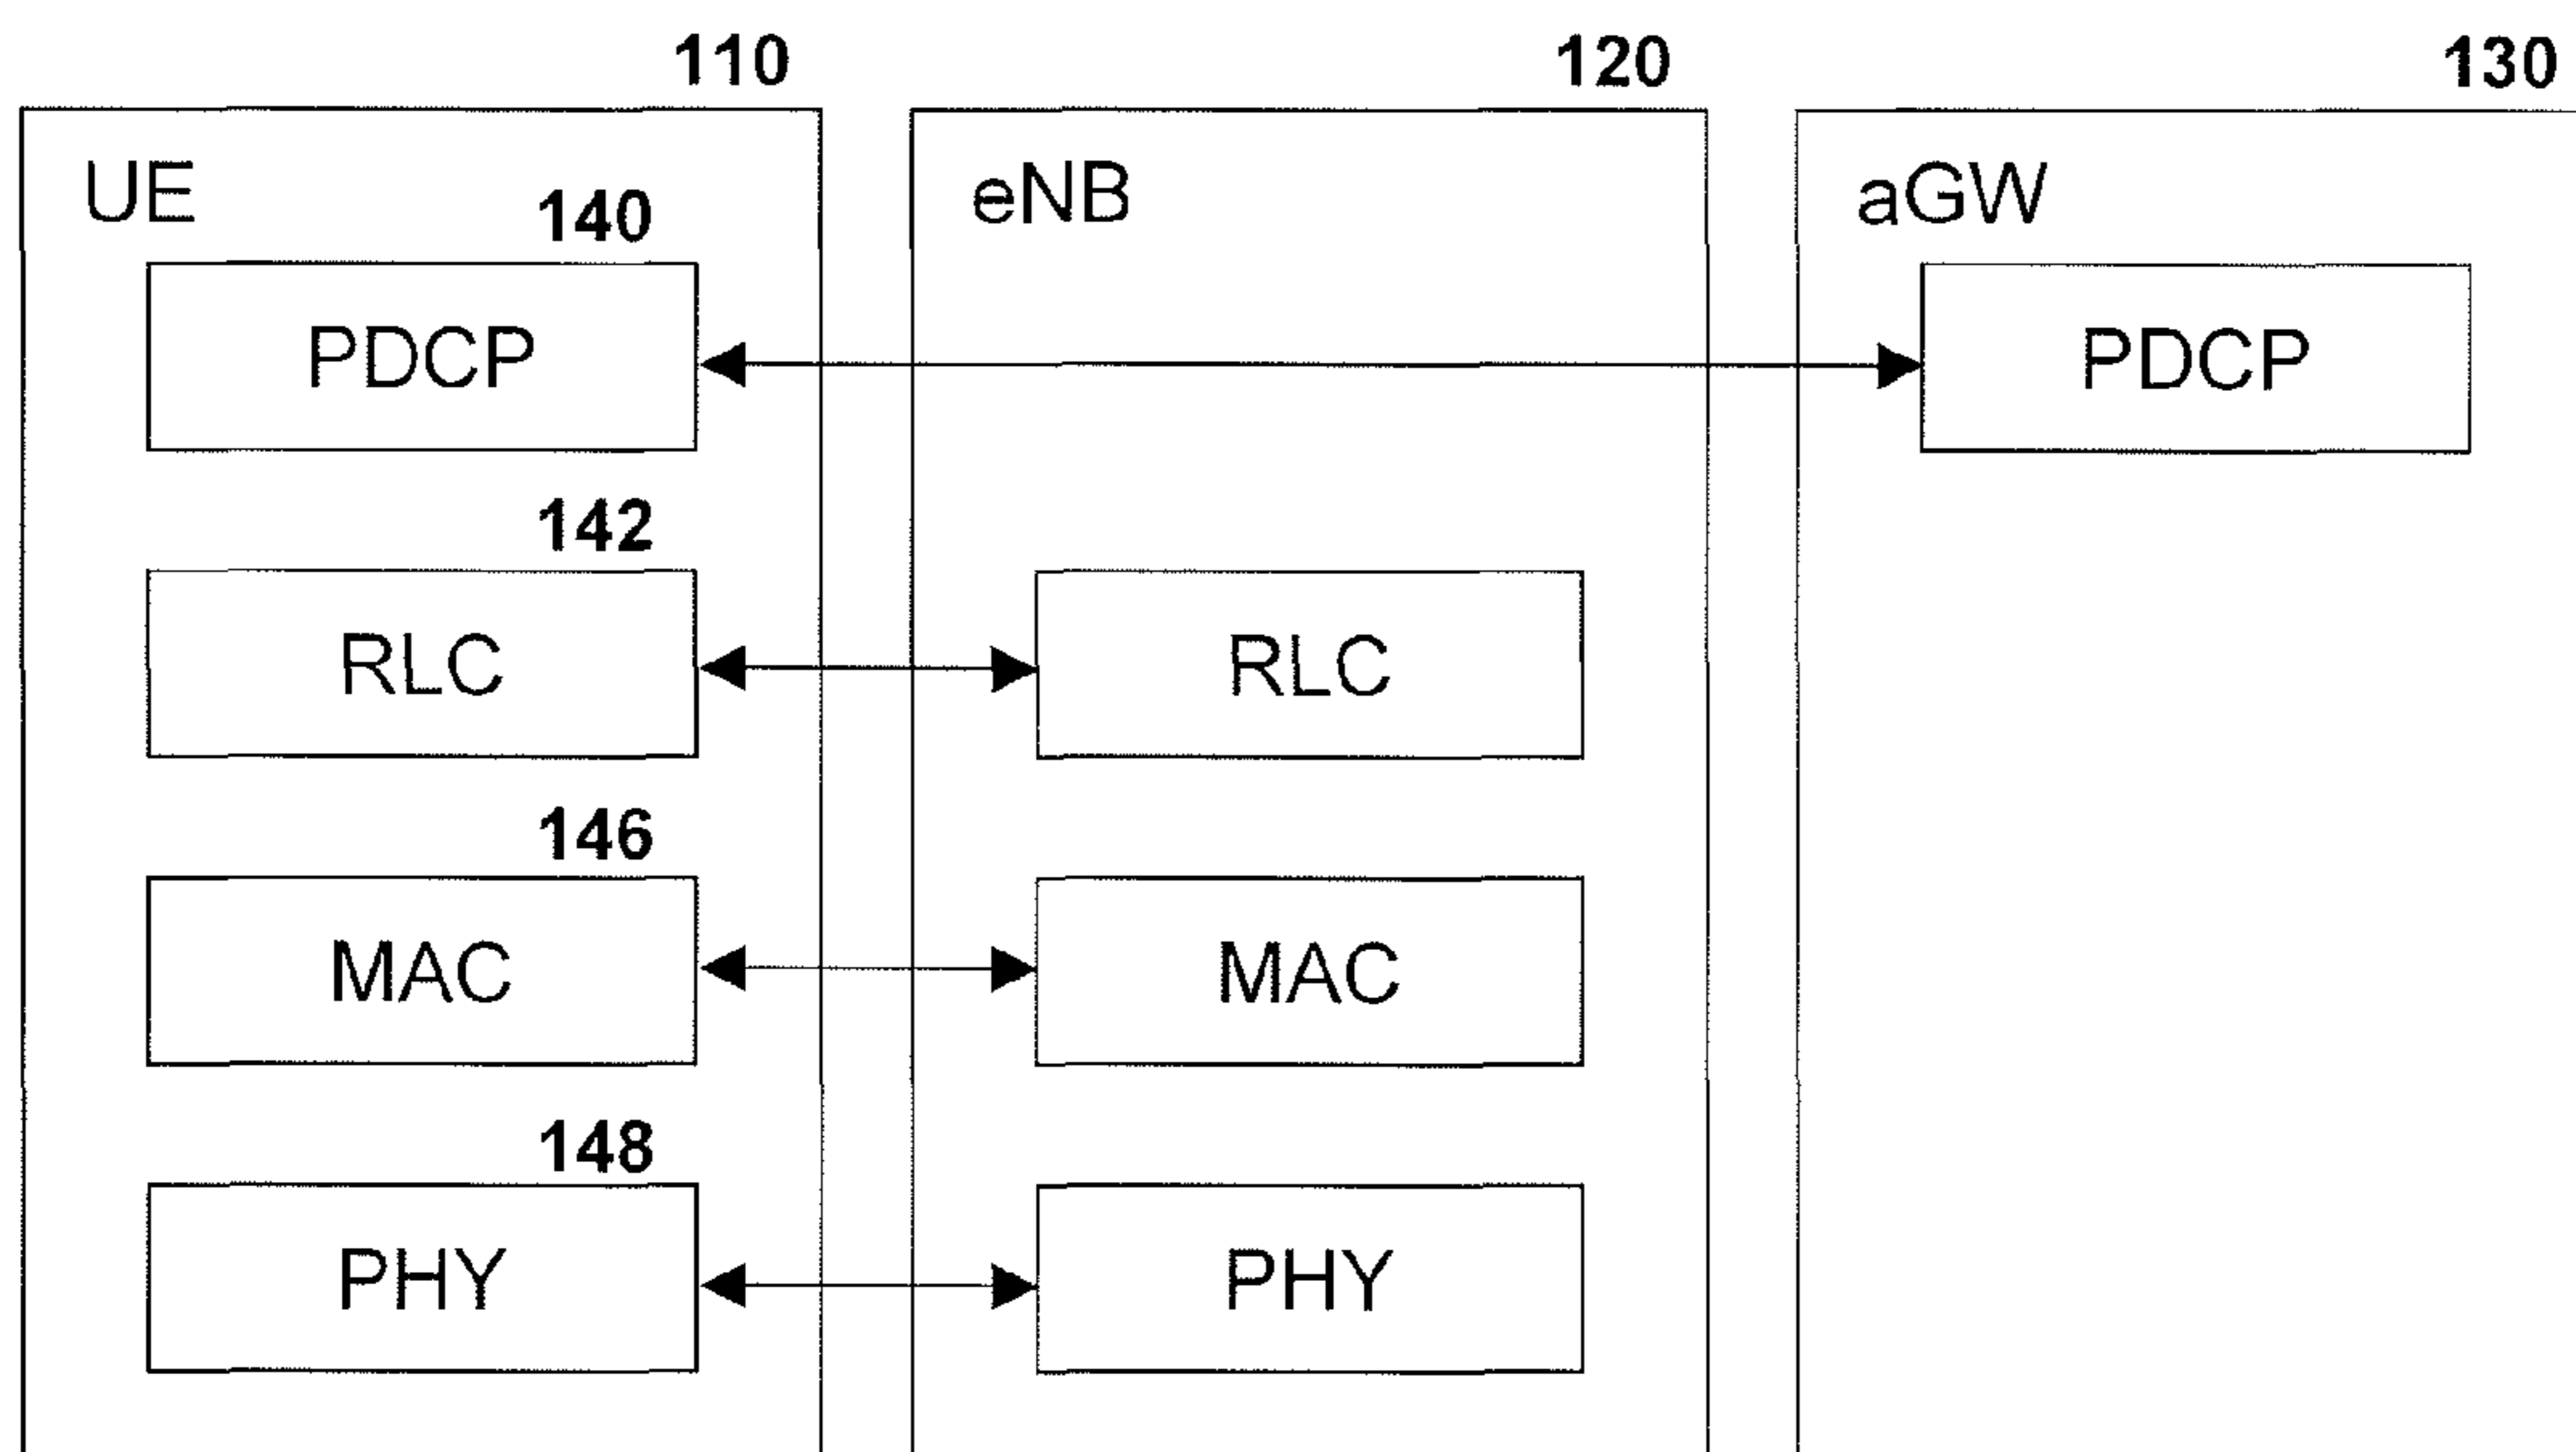 110 120 130
UE eNB aGW
140
PDCP PDCP
142
RLC RLC
146
MAC MAC
148
PHY PHY